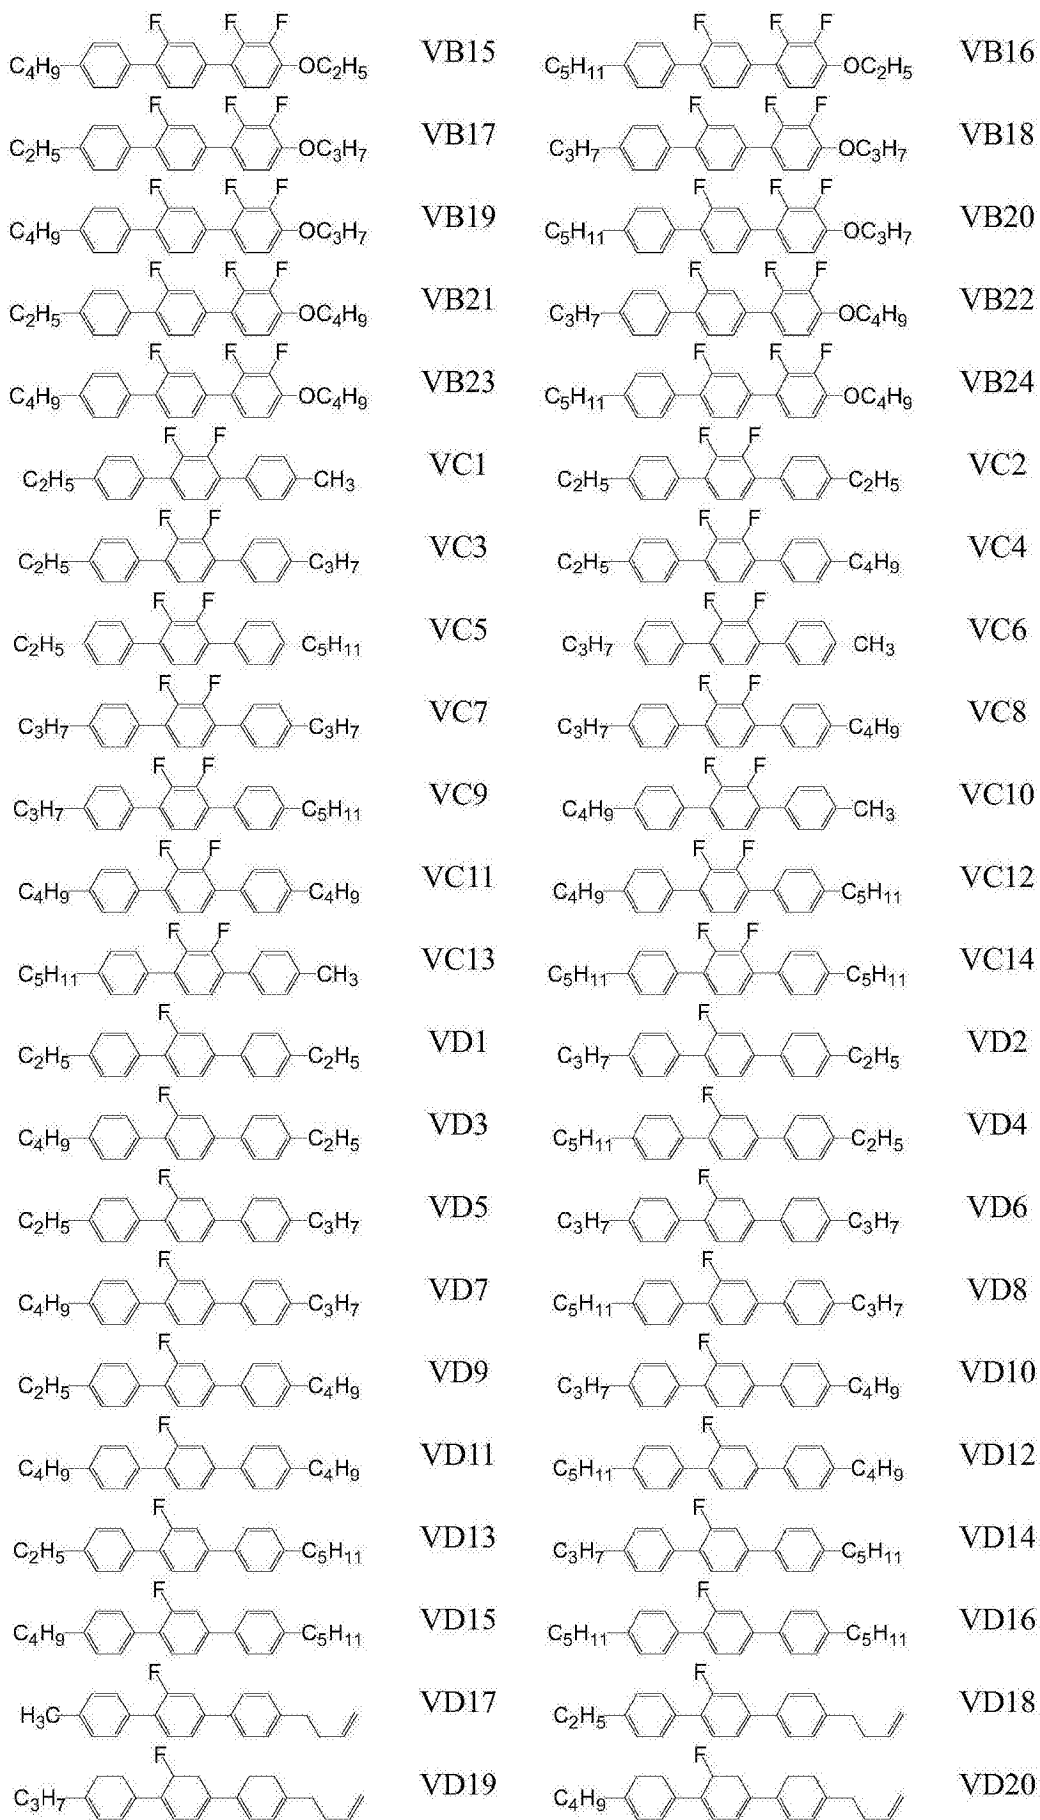 F F F F F F
C4H9 OC2H5 VB15 C5H11 OC2H5 VB16
F F F F F F
C2H5 OC3H7 VB17 C3H7 OC3H7 VB18
F F F F F F
C4H9 OC3H7 VB19 C5H11 OC3H7 VB20
F F F F F F
C2H5 OC4H9 VB21 C3H7 OC4H9 VB22
F F F F F F
C4H9 OC4H9 VB23 C5H11 OC4H9 VB24
F F F F
C2H5 CH3 VC1 C2H5 C2H5 VC2
F F F F
C2H5 C3H7 VC3 C2H5 C4H9 VC4
F F F F
C2H5 C5H11 VC5 C3H7 CH3 VC6
F F F F
C3H7 C3H7 VC7 C3H7 C4H9 VC8
F F F F
C3H7 C5H11 VC9 C4H9 CH3 VC10
F F F F
C4H9 C4H9 VC11 C4H9 C5H11 VC12
F F F F
C5H11 CH3 VC13 C5H11 C5H11 VC14
F F
C2H5 C2H5 VD1 C3H7 C2H5 VD2
F F
C4H9 C2H5 VD3 C5H11 C2H5 VD4
F F
C2H5 C3H7 VD5 C3H7 C3H7 VD6
F F
C4H9 C3H7 VD7 C5H11 C3H7 VD8
F F
C2H5 C4H9 VD9 C3H7 C4H9 VD10
F F
C4H9 C4H9 VD11 C5H11 C4H9 VD12
F F
C2H5 C5H11 VD13 C3H7 C5H11 VD14
F F
C4H9 C5H11 VD15 C5H11 C5H11 VD16
F F
H3C VD17 C2H5 VD18
F F
C3H7 VD19 C4H9 VD20